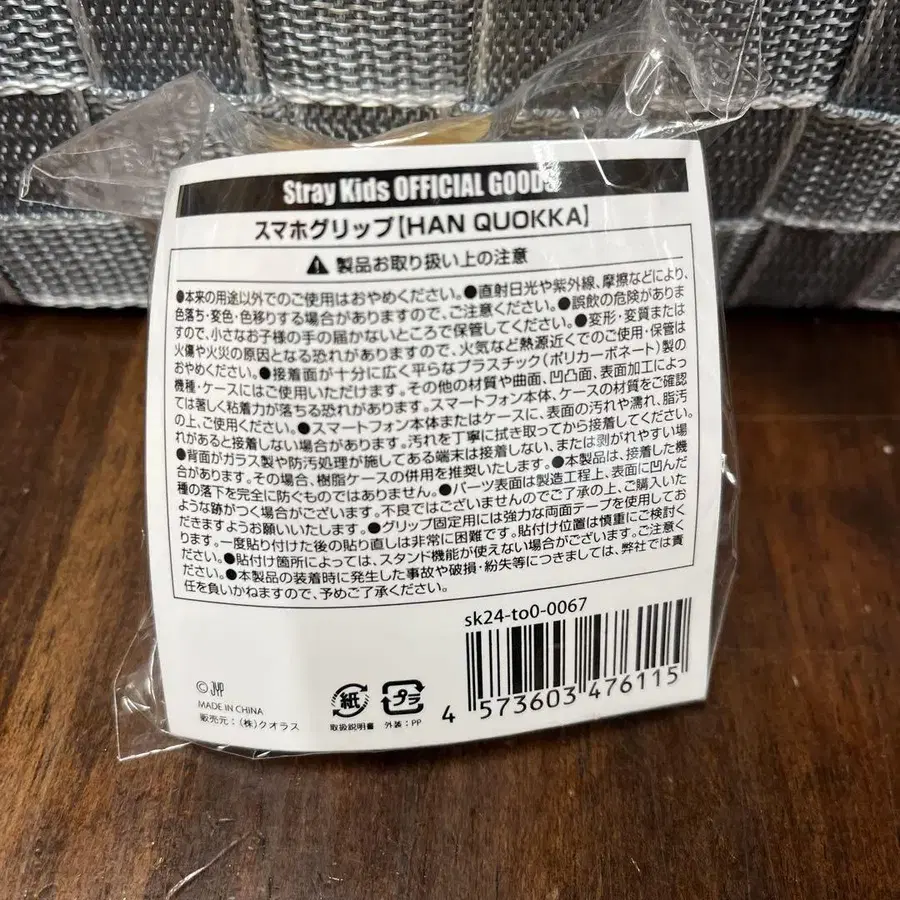 Stray Kids OFFICIAL GOODS
スマホグリップ【HAN QUOKKA】
製品お取り扱い上の注意
●本来の用途以外でのご使用はおやめください。●直射日光や紫外線、摩擦などにより、
色落ち・変色・色移りする場合がありますので、ご注意ください。●誤飲の危険がありま
すので、小さなお子様の手の届かないところで保管してください。●変形・変質または
火傷や火災の原因となる恐れがありますので、火気など熱源近くでのご使用・保管は
おやめください。●接着面が十分に広く平らなプラスチック(ポリカーボネート)製の
機種・ケースにはご使用いただけます。その他の材質や曲面、凹凸面、表面加工によっ
ては著しく粘着力が落ちる恐れがあります。スマートフォン本体、ケースの材質をご確認
の上、ご使用ください。●スマートフォン本体またはケースに、表面の汚れや濡れ、脂汚
れがあると接着しない場合があります。汚れを丁寧に拭き取ってから接着してください。
●背面がガラス製や防汚処理が施してある端末は接着しない、または剥がれやすい場
合があります。その場合、樹脂ケースの併用を推奨いたします。●本製品は、接着した機
種の落下を完全に防ぐものではありません。●パーツ表面は製造工程上、表面に凹んだ
ような跡がつく場合がございます。不良ではございませんのでご了承の上、ご購入いた
だきますようお願いいたします。●グリップ固定用には強力な両面テープを使用してお
ります。一度貼り付けた後の貼り直しは非常に困難です。貼付け位置は慎重にご検討く
ださい。●貼付け箇所によっては、スタンド機能が使えない場合がございます。ご注意く
ださい。●本製品の装着時に発生した事故や破損・紛失等につきましては、弊社では責
任を負いかねますので、予めご了承ください。
sk24-to0-0067
4 573603 476115
© JYP
MADE IN CHINA
販売元:(株)クオラス
紙
取扱説明書
プラ
外装:PP